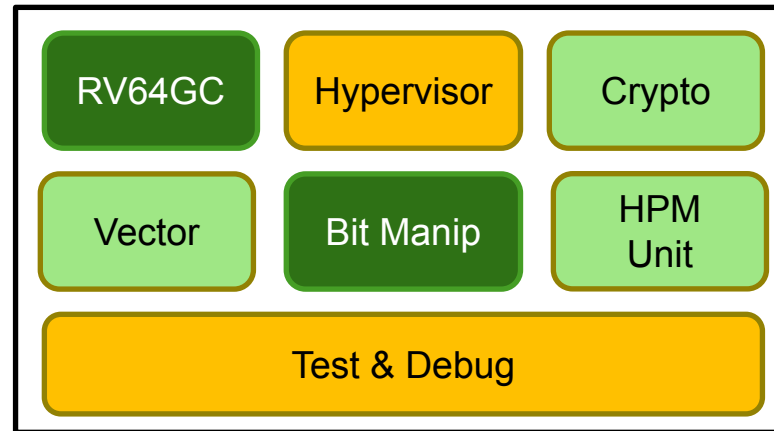 RV64GC
Hypervisor
Crypto
Vector
Bit Manip
HPM
Unit
Test & Debug